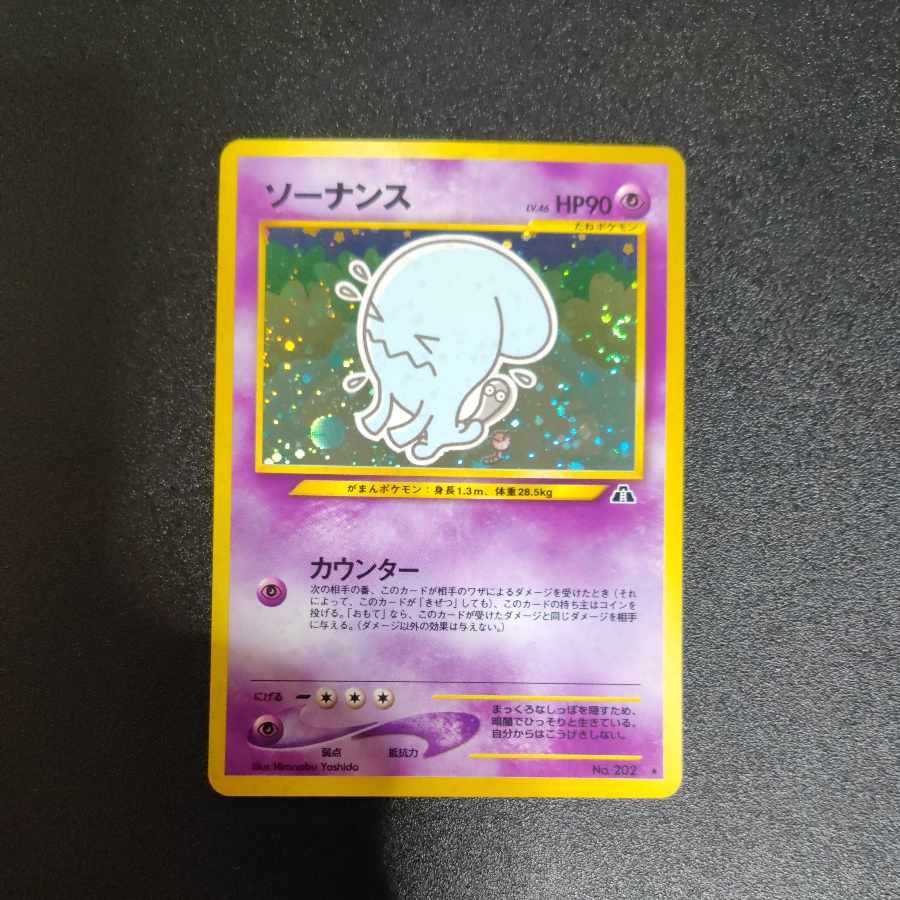 ソーナンス
LV.46 HP90
たねポケモン
がまんポケモン：身長1.3m、体重28.5kg
カウンター
次の相手の番、このカードが相手のワザによるダメージを受けたとき（それ
によって、このカードが「きぜつ」しても）、このカードの持ち主はコインを
投げる。「おもて」なら、このカードが受けたダメージと同じダメージを相手
に与える。（ダメージ以外の効果は与えない。）
にげる
弱点 抵抗力
まっくろなしっぽを隠すため、
暗闇でひっそりと生きている。
自分からはこうげきしない。
Illus. Hironobu Yoshida
No. 202 ★